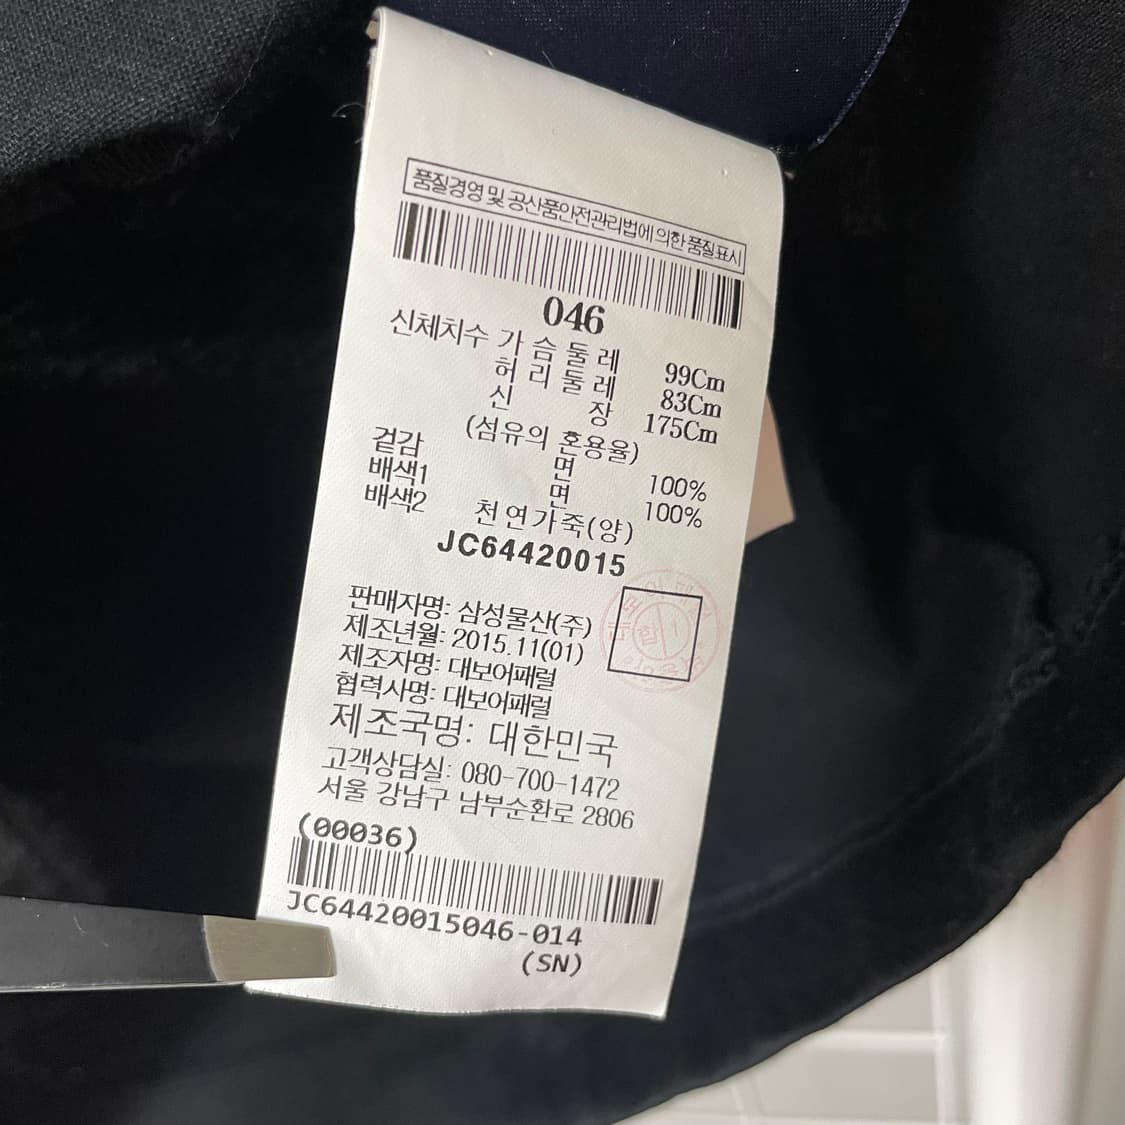 품질경영 및 공산품안전관리법에 의한 품질표시
046
신체치수 가슴둘레 99Cm
허리둘레 83Cm
신 장 175Cm
(섬유의 혼용율)
겉감 면 100%
배색1 면 100%
배색2 천연가죽(양)
JC64420015
판매자명: 삼성물산(주)
제조년월: 2015.11(01)
제조자명: 대보어패럴
협력사명: 대보어패럴
제조국명: 대한민국
고객상담실: 080-700-1472
서울 강남구 남부순환로 2806
(00036)
JC64420015046-014
(SN)